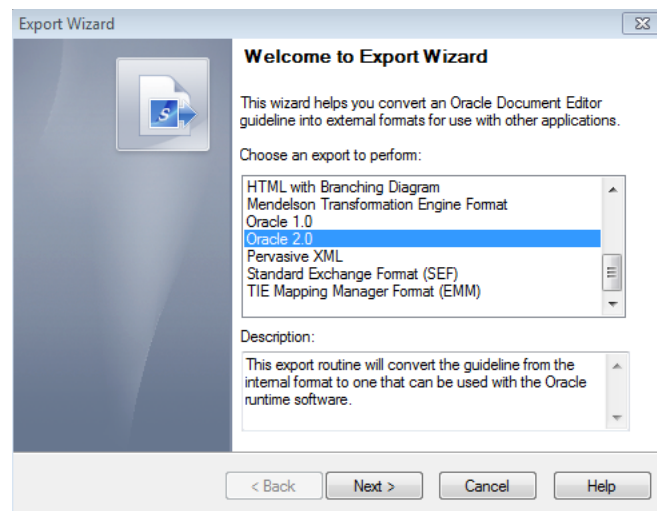 Export Wizard
Welcome to Export Wizard
This wizard helps you convert an Oracle Document Editor
guideline into external formats for use with other applications.
Choose an export to perform:
HTML with Branching Diagram
Mendelson Transformation Engine Format
Oracle 1.0
Oracle 2.0
Pervasive XML
Standard Exchange Format (SEF)
TIE Mapping Manager Format (EMM)
Description:
This export routine will convert the guideline from the
internal format to one that can be used with the Oracle
runtime software.
< Back Next > Cancel Help